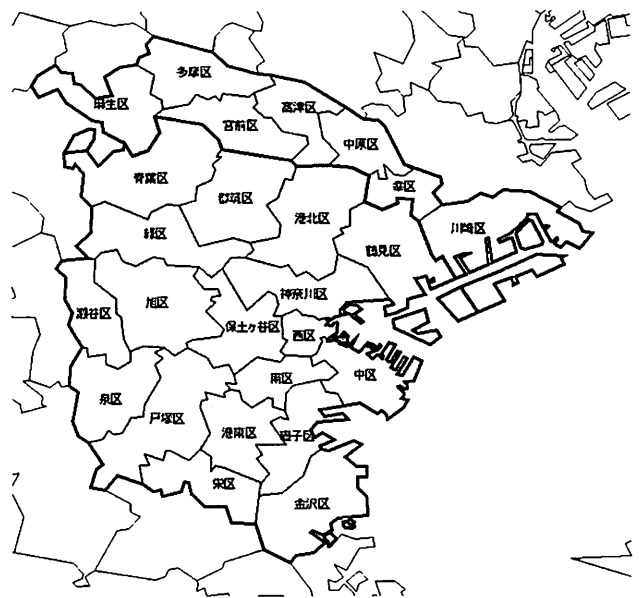 多摩区
麻生区
高津区
宮前区
中原区
青葉区
幸区
都筑区
港北区
川崎区
緑区
鶴見区
神奈川区
旭区
瀬谷区
保土ヶ谷区
西区
南区
中区
泉区
戸塚区
港南区
磯子区
栄区
金沢区